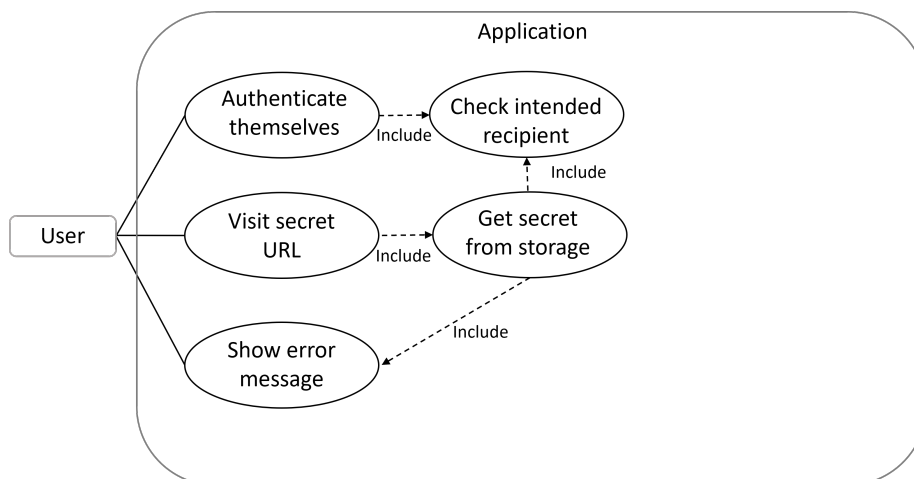 Application
Authenticate
themselves
Include
Check intended
recipient
Include
User
Visit secret
URL
Include
Get secret
from storage
Include
Show error
message